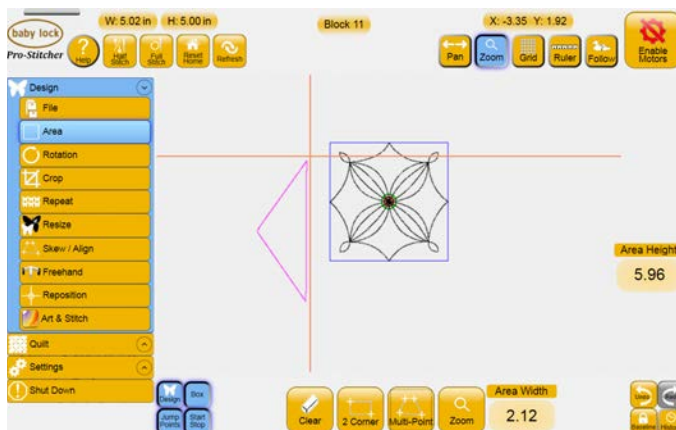 baby lock
Pro-Stitcher
Help
Half Stitch
Full Stitch
Reset Home
Refresh
W: 5.02 in H: 5.00 in
Block 11
X: -3.35 Y: 1.92
Pan
Zoom
Grid
Ruler
Follow
Enable Motors
Design
File
Area
Rotation
Crop
Repeat
Resize
Skew / Align
Freehand
Reposition
Art & Stitch
Quilt
Settings
Shut Down
Area Height
5.96
Design
Box
Jump Points
Start Stop
Clear
2 Corner
Multi-Point
Zoom
Area Width
2.12
Undo
Baseline